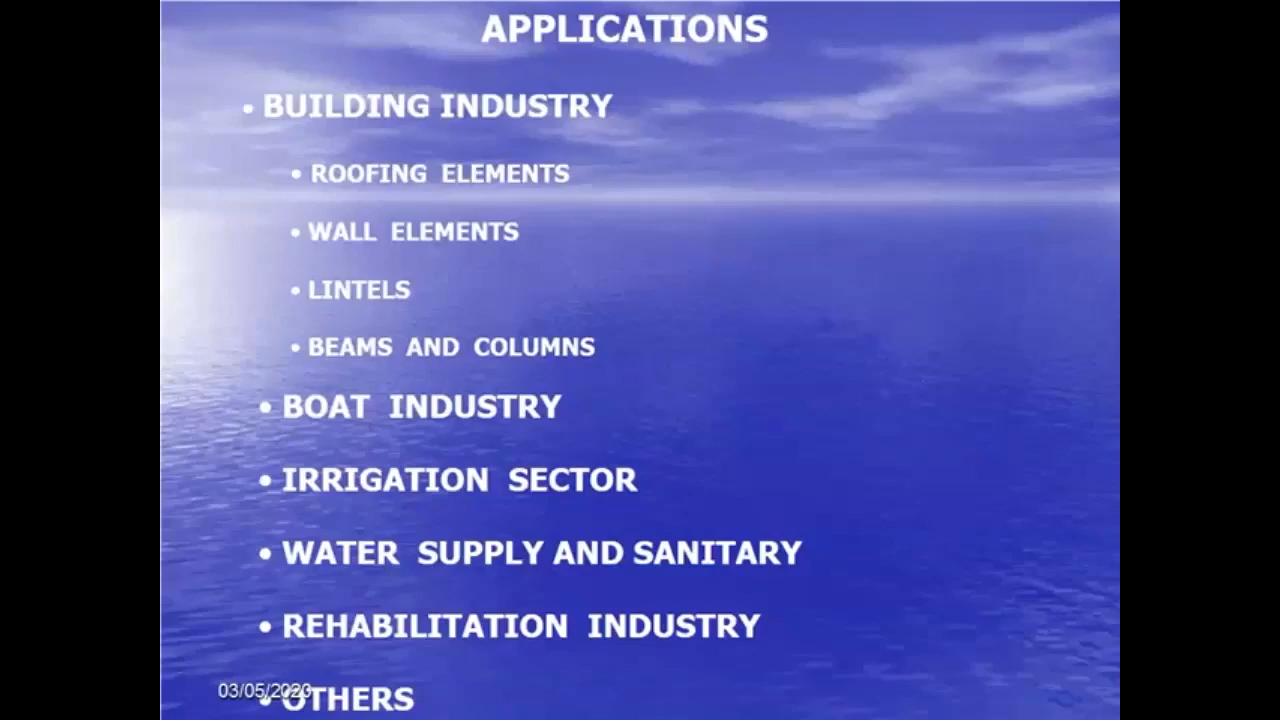 APPLICATIONS
• BUILDING INDUSTRY
• ROOFING ELEMENTS
• WALL ELEMENTS
• LINTELS
• BEAMS AND COLUMNS
• BOAT INDUSTRY
• IRRIGATION SECTOR
• WATER SUPPLY AND SANITARY
• REHABILITATION INDUSTRY
• OTHERS
03/05/2020